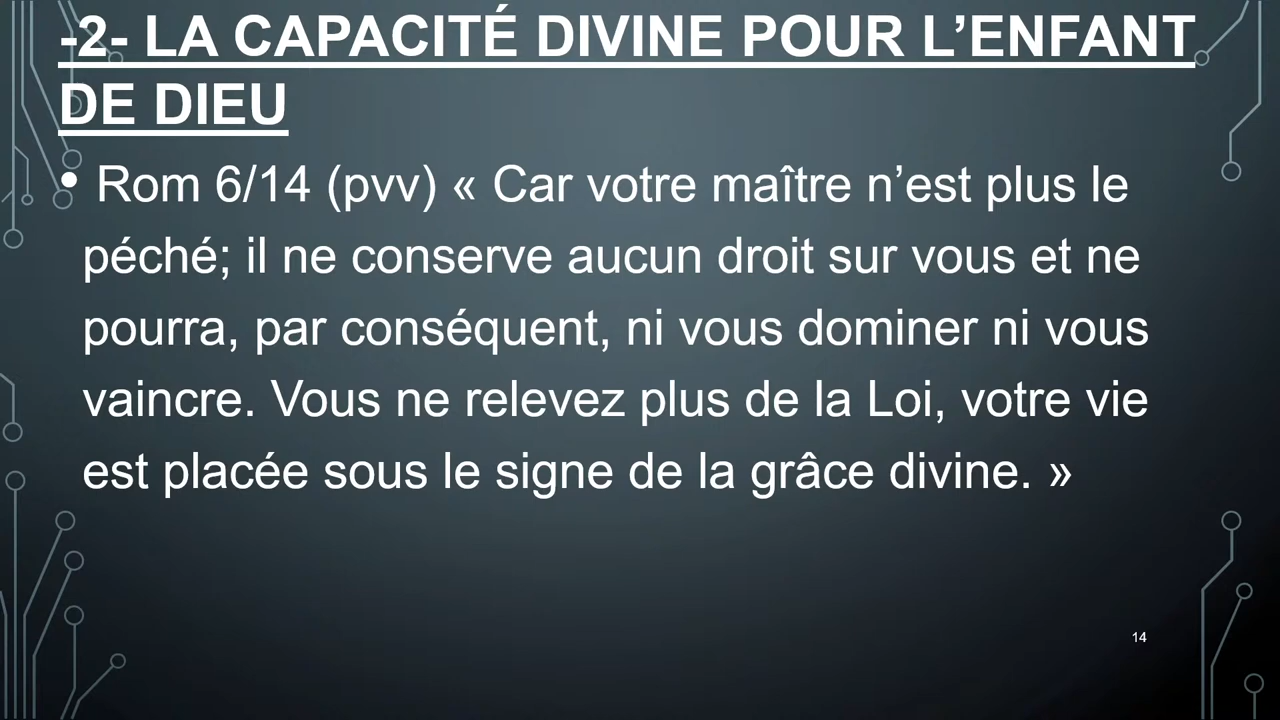 -2- LA CAPACITÉ DIVINE POUR L’ENFANT
DE DIEU
• Rom 6/14 (pvv) « Car votre maître n’est plus le
péché; il ne conserve aucun droit sur vous et ne
pourra, par conséquent, ni vous dominer ni vous
vaincre. Vous ne relevez plus de la Loi, votre vie
est placée sous le signe de la grâce divine. »
14